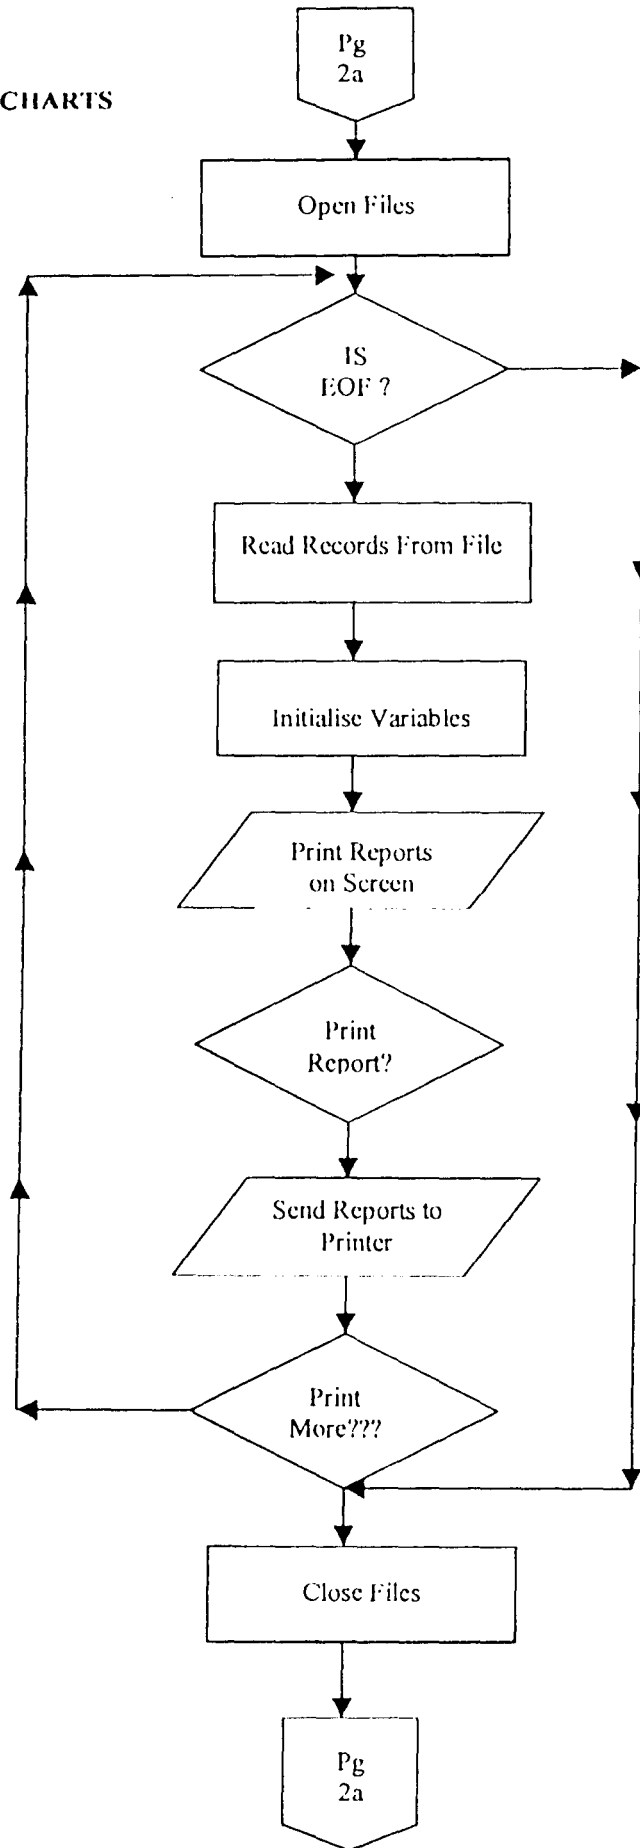 CHARTS
Pg
2a
Open Files
IS
EOF ?
Read Records From File
Initialise Variables
Print Reports
on Screen
Print
Report?
Send Reports to
Printer
Print
More???
Close Files
Pg
2a